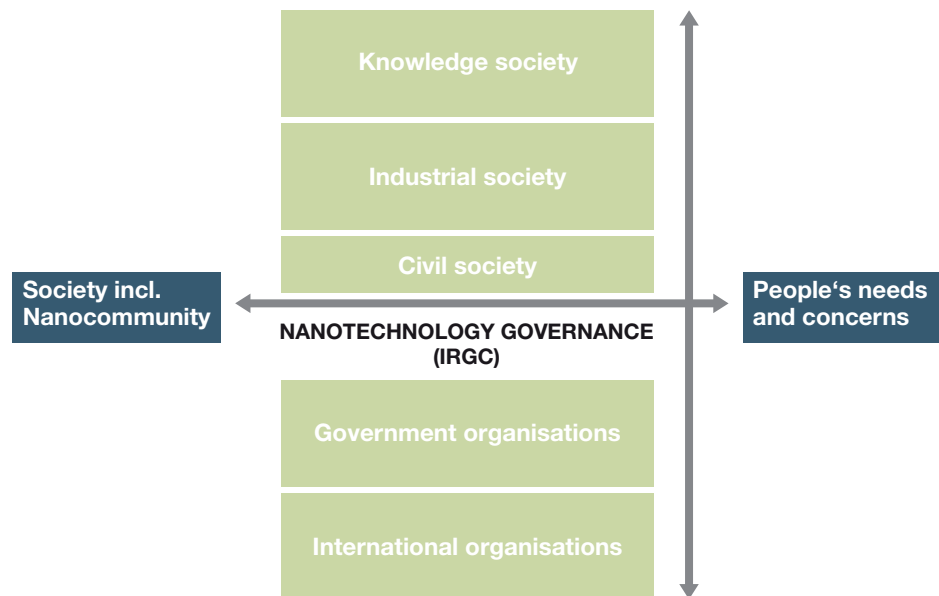 Knowledge society
Industrial society
Civil society
Society incl.
Nanocommunity
People‘s needs
and concerns
NANOTECHNOLOGY GOVERNANCE
(IRGC)
Government organisations
International organisations